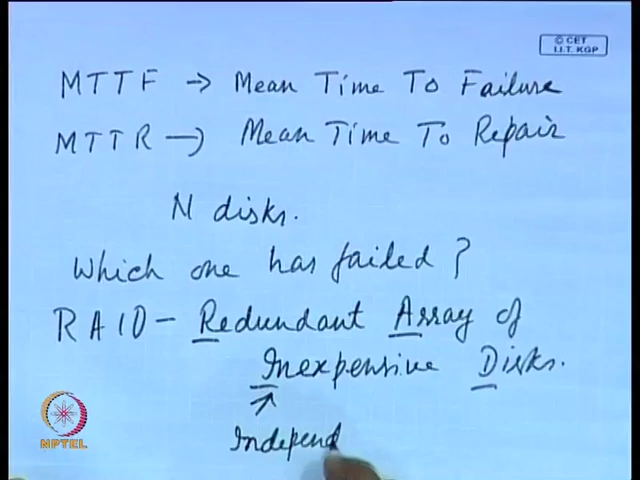 © CET
I.I.T. KGP
MTTF → Mean Time To Failure
MTTR → Mean Time To Repair
N disks.
Which one has failed?
RAID - Redundant Array of
Inexpensive Disks.
↑
Independ
NPTEL